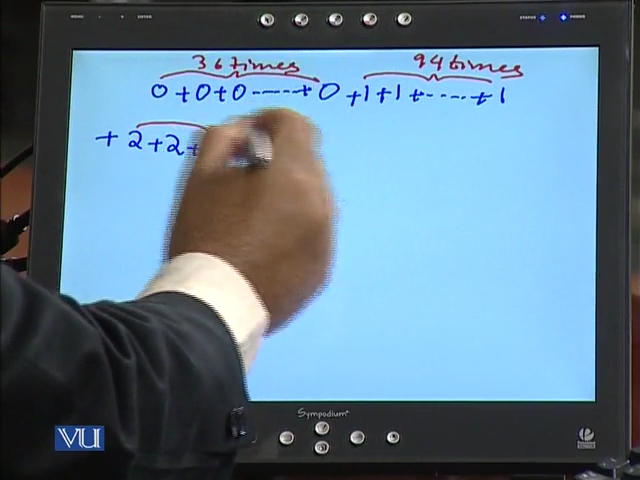 36 times 94 times
0+0+0-----+0+1+1+-----+1
+2+2+
Sympodium
VU